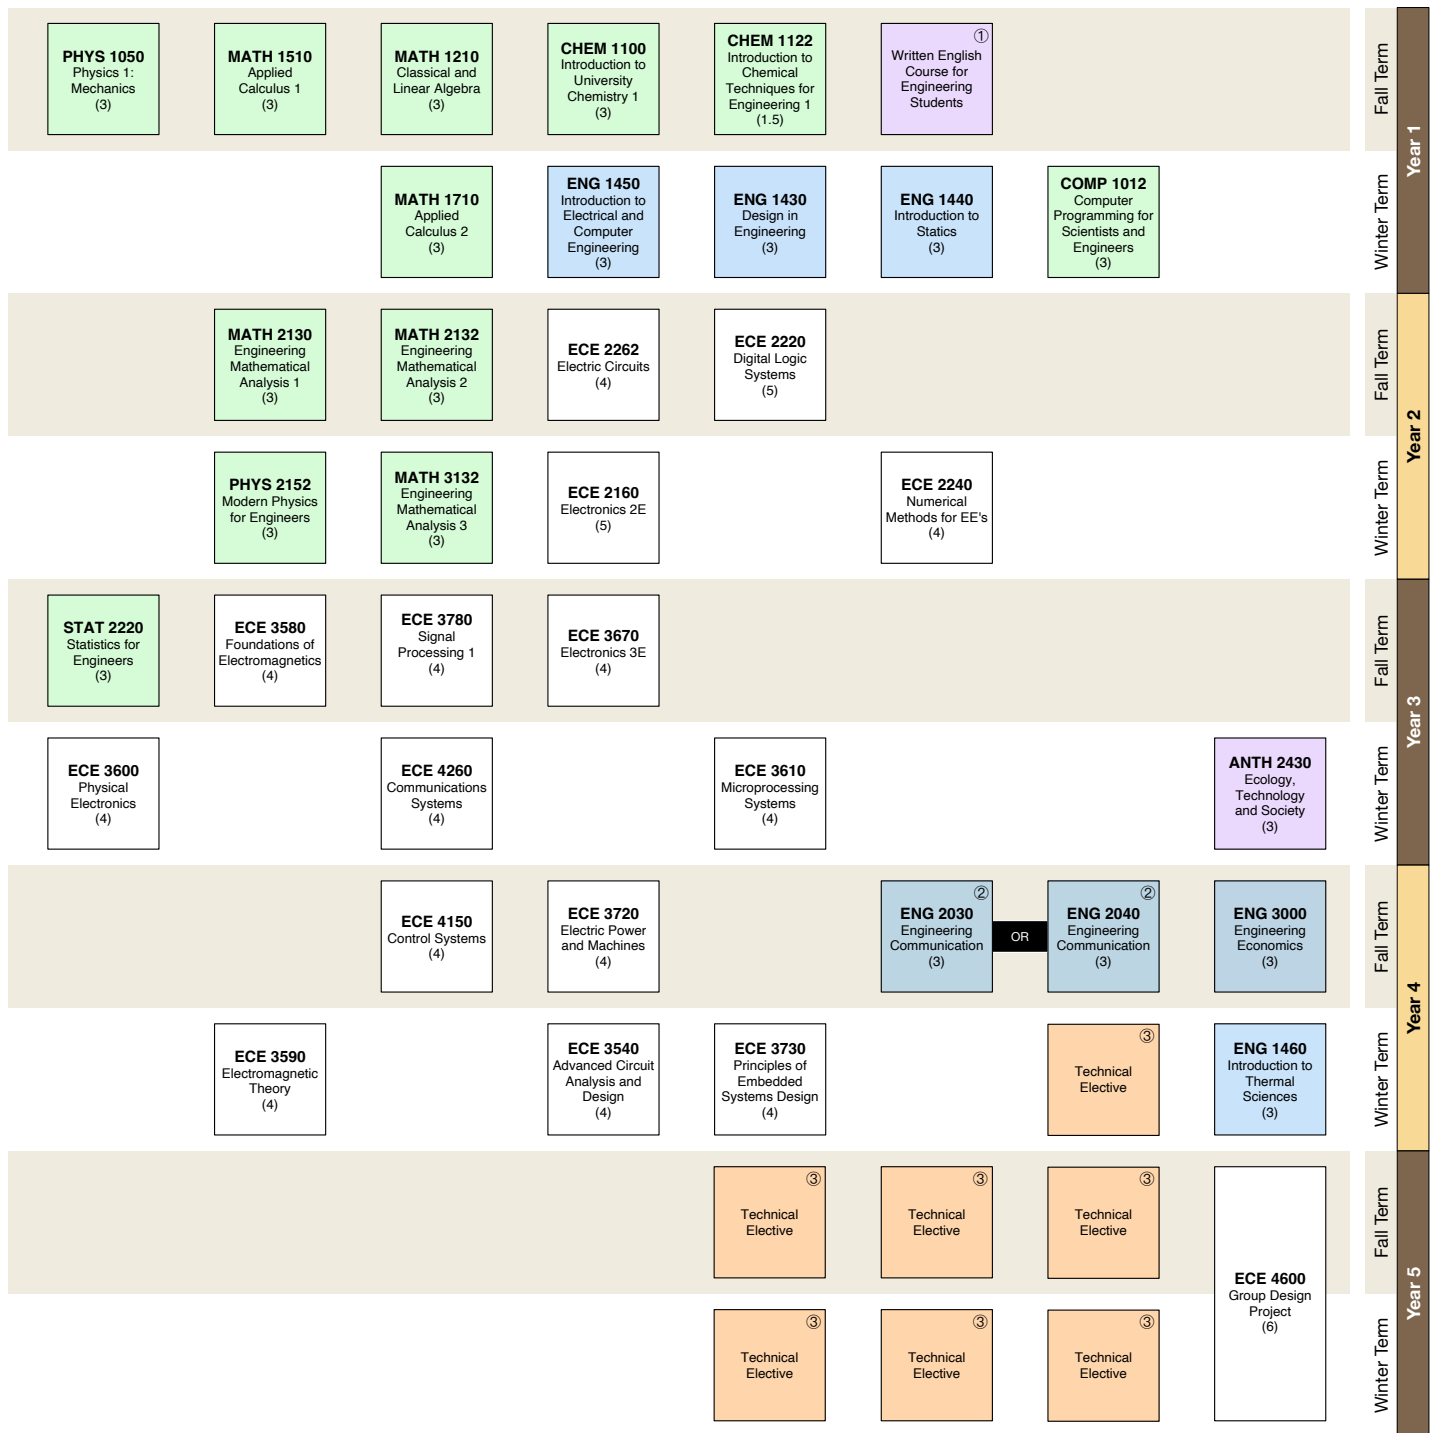 PHYS 1050
Physics 1:
Mechanics
(3)
MATH 1510
Applied
Calculus 1
(3)
MATH 1210
Classical and
Linear Algebra
(3)
CHEM 1100
Introduction to
University
Chemistry 1
(3)
CHEM 1122
Introduction to
Chemical
Techniques for
Engineering 1
(1.5)
①
Written English
Course for
Engineering
Students
Fall Term
Year 1
MATH 1710
Applied
Calculus 2
(3)
ENG 1450
Introduction to
Electrical and
Computer
Engineering
(3)
ENG 1430
Design in
Engineering
(3)
ENG 1440
Introduction to
Statics
(3)
COMP 1012
Computer
Programming for
Scientists and
Engineers
(3)
Winter Term
MATH 2130
Engineering
Mathematical
Analysis 1
(3)
MATH 2132
Engineering
Mathematical
Analysis 2
(3)
ECE 2262
Electric Circuits
(4)
ECE 2220
Digital Logic
Systems
(5)
Fall Term
Year 2
PHYS 2152
Modern Physics
for Engineers
(3)
MATH 3132
Engineering
Mathematical
Analysis 3
(3)
ECE 2160
Electronics 2E
(5)
ECE 2240
Numerical
Methods for EE's
(4)
Winter Term
STAT 2220
Statistics for
Engineers
(3)
ECE 3580
Foundations of
Electromagnetics
(4)
ECE 3780
Signal
Processing 1
(4)
ECE 3670
Electronics 3E
(4)
Fall Term
Year 3
ECE 3600
Physical
Electronics
(4)
ECE 4260
Communications
Systems
(4)
ECE 3610
Microprocessing
Systems
(4)
ANTH 2430
Ecology,
Technology
and Society
(3)
Winter Term
ECE 4150
Control Systems
(4)
ECE 3720
Electric Power
and Machines
(4)
②
ENG 2030
Engineering
Communication
(3)
OR
②
ENG 2040
Engineering
Communication
(3)
ENG 3000
Engineering
Economics
(3)
Fall Term
Year 4
ECE 3590
Electromagnetic
Theory
(4)
ECE 3540
Advanced Circuit
Analysis and
Design
(4)
ECE 3730
Principles of
Embedded
Systems Design
(4)
③
Technical
Elective
ENG 1460
Introduction to
Thermal
Sciences
(3)
Winter Term
③
Technical
Elective
③
Technical
Elective
③
Technical
Elective
ECE 4600
Group Design
Project
(6)
Fall Term
Year 5
③
Technical
Elective
③
Technical
Elective
③
Technical
Elective
Winter Term